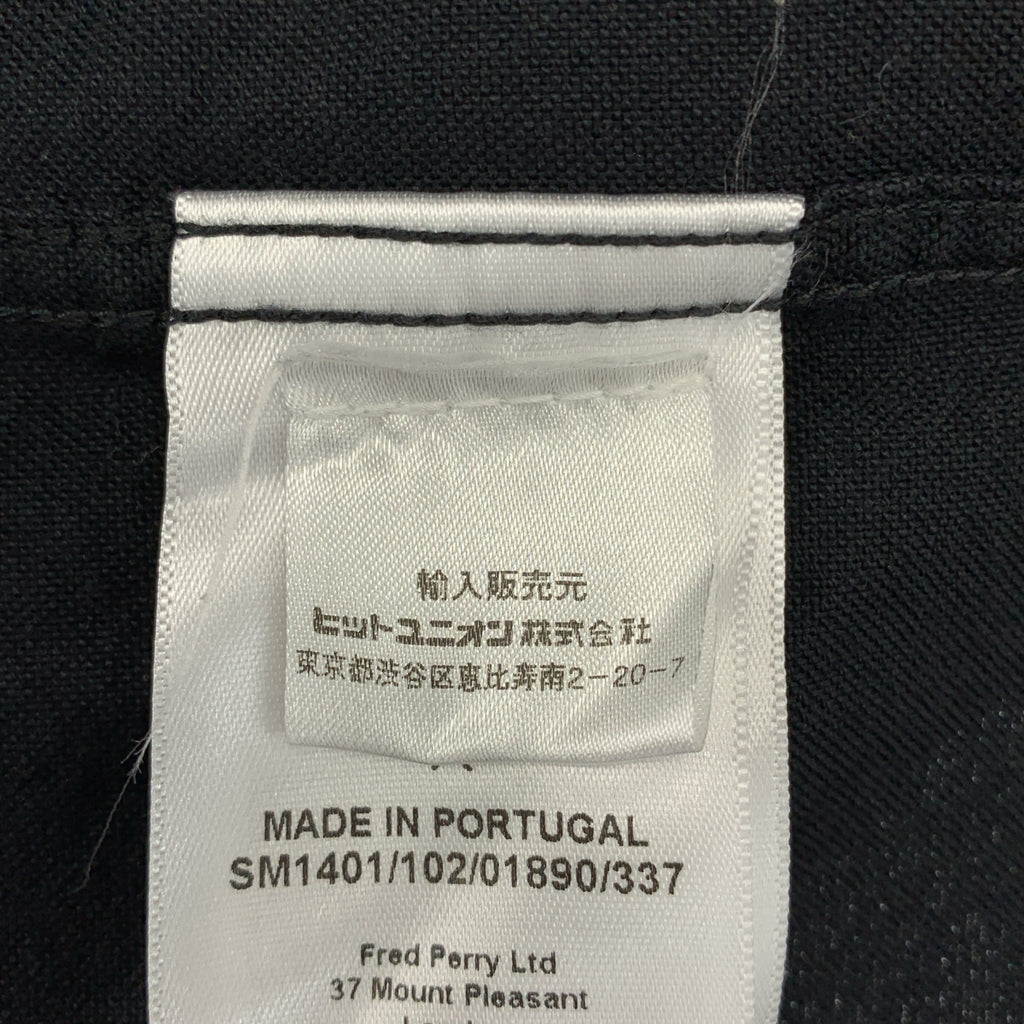 輸入販売元
ヒットユニオン株式会社
東京都渋谷区恵比寿南2-20-7
MADE IN PORTUGAL
SM1401/102/01890/337
Fred Perry Ltd
37 Mount Pleasant